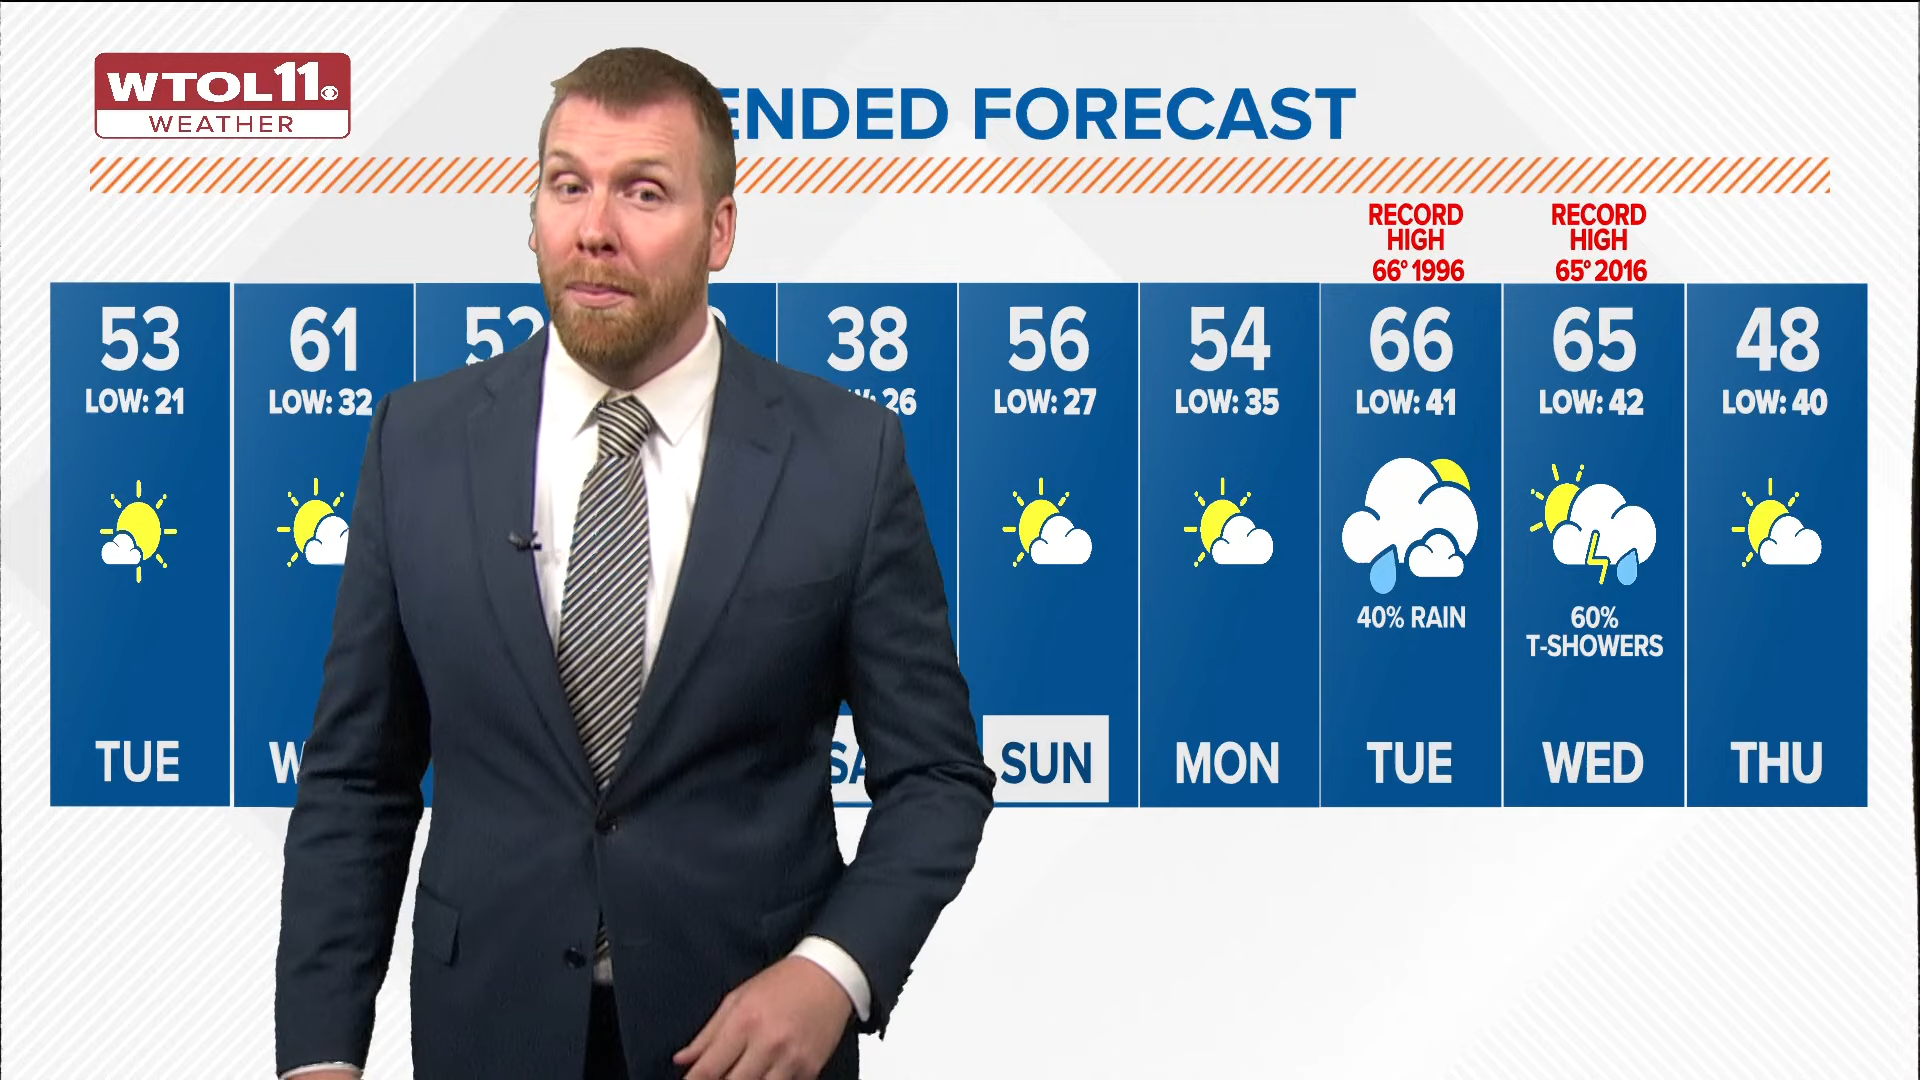 WTOL11
WEATHER
ENDED FORECAST
RECORD
HIGH
66° 1996
RECORD
HIGH
65° 2016
53
LOW: 21
TUE
61
LOW: 32
W
52
38
26
SA
56
LOW: 27
SUN
54
LOW: 35
MON
66
LOW: 41
40% RAIN
TUE
65
LOW: 42
60%
T-SHOWERS
WED
48
LOW: 40
THU